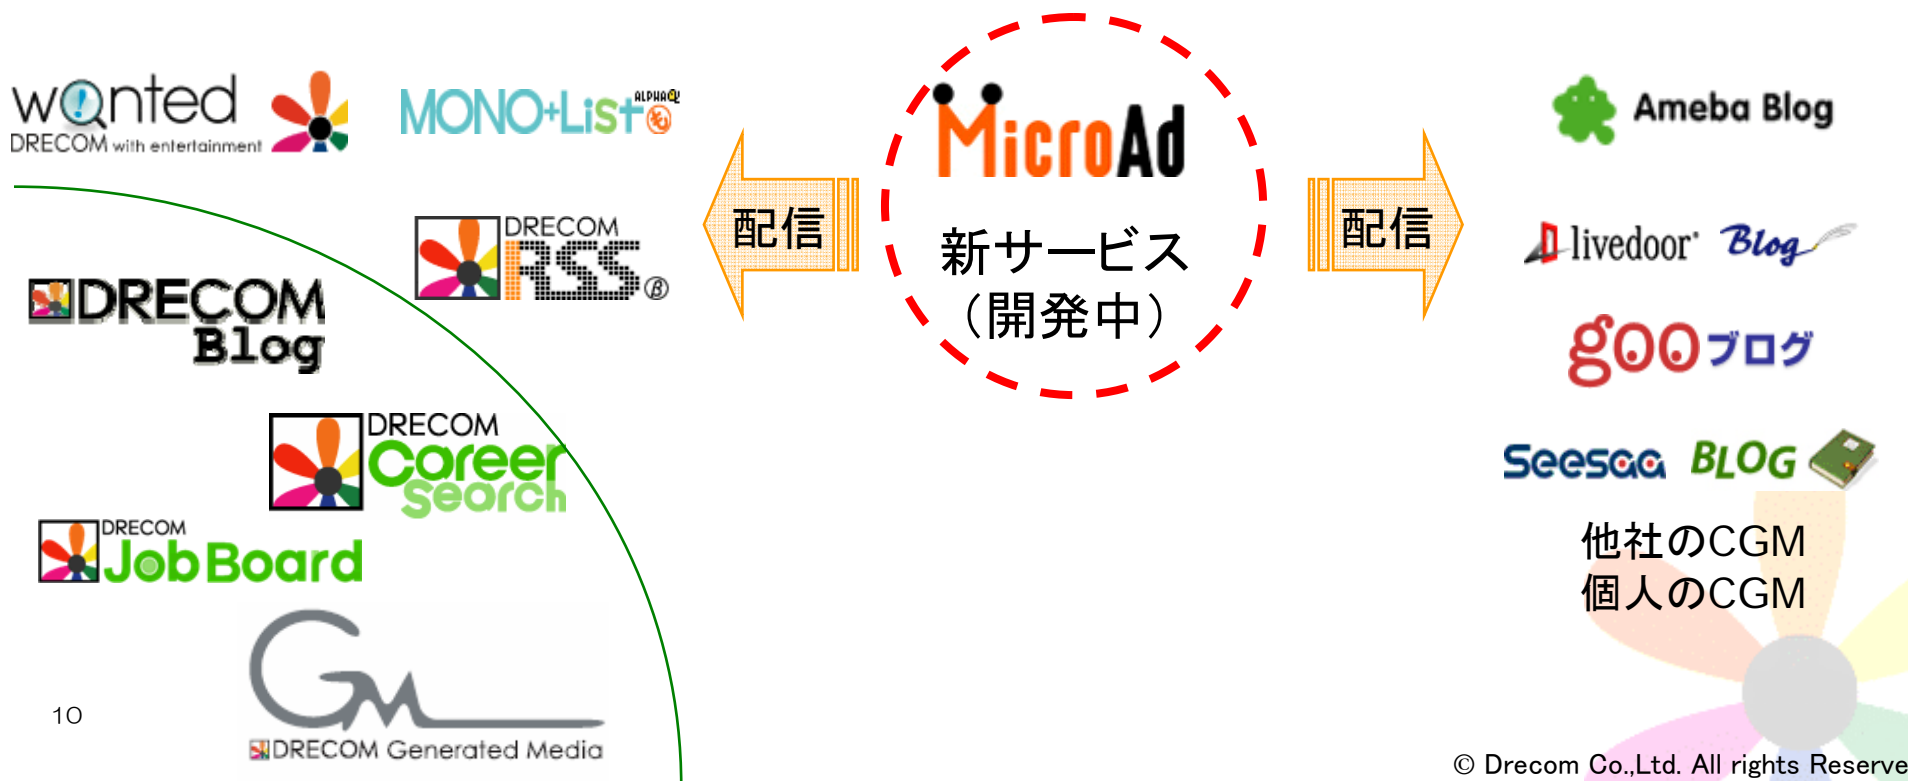 wanted
DRECOM with entertainment
MONO+List
ALPHA
DRECOM
RSS β
DRECOM
Blog
DRECOM
Career
Search
DRECOM
JobBoard
GM
DRECOM Generated Media
10
配信
MicroAd
新サービス
（開発中）
配信
Ameba Blog
livedoor Blog
gooブログ
Seesaa BLOG
他社のCGM
個人のCGM
© Drecom Co.,Ltd. All rights Reserve